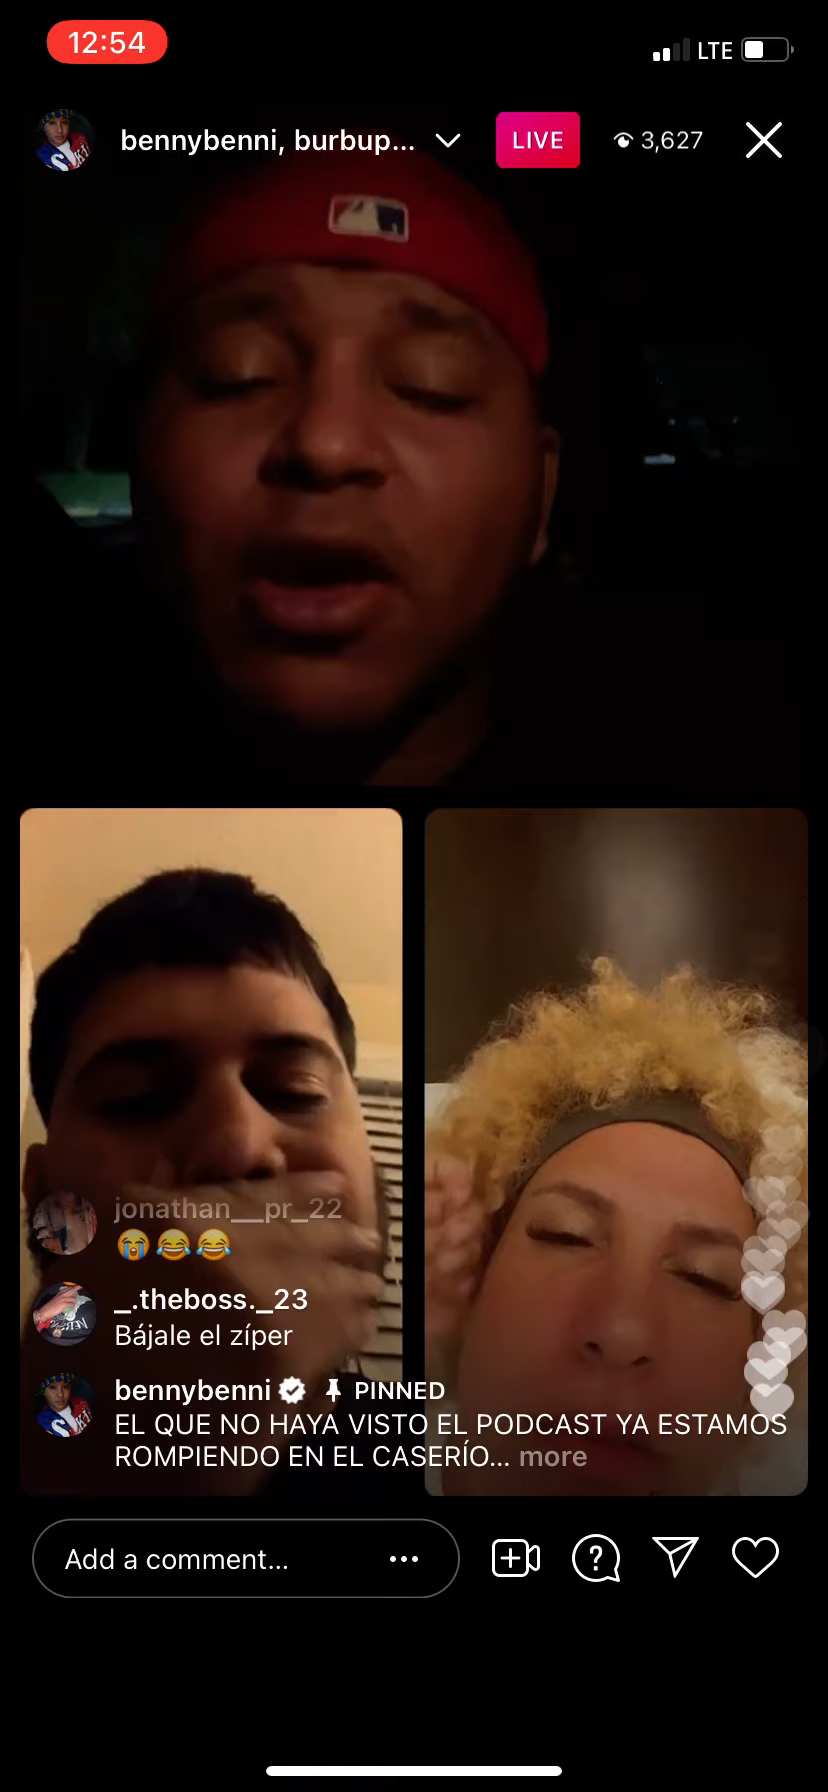 12:54
LTE
bennybenni, burbup...
LIVE
3,627
jonathan__pr_22
😭😂😂
_.theboss._23
Bájale el zíper
bennybenni PINNED
EL QUE NO HAYA VISTO EL PODCAST YA ESTAMOS
ROMPIENDO EN EL CASERÍO... more
Add a comment...